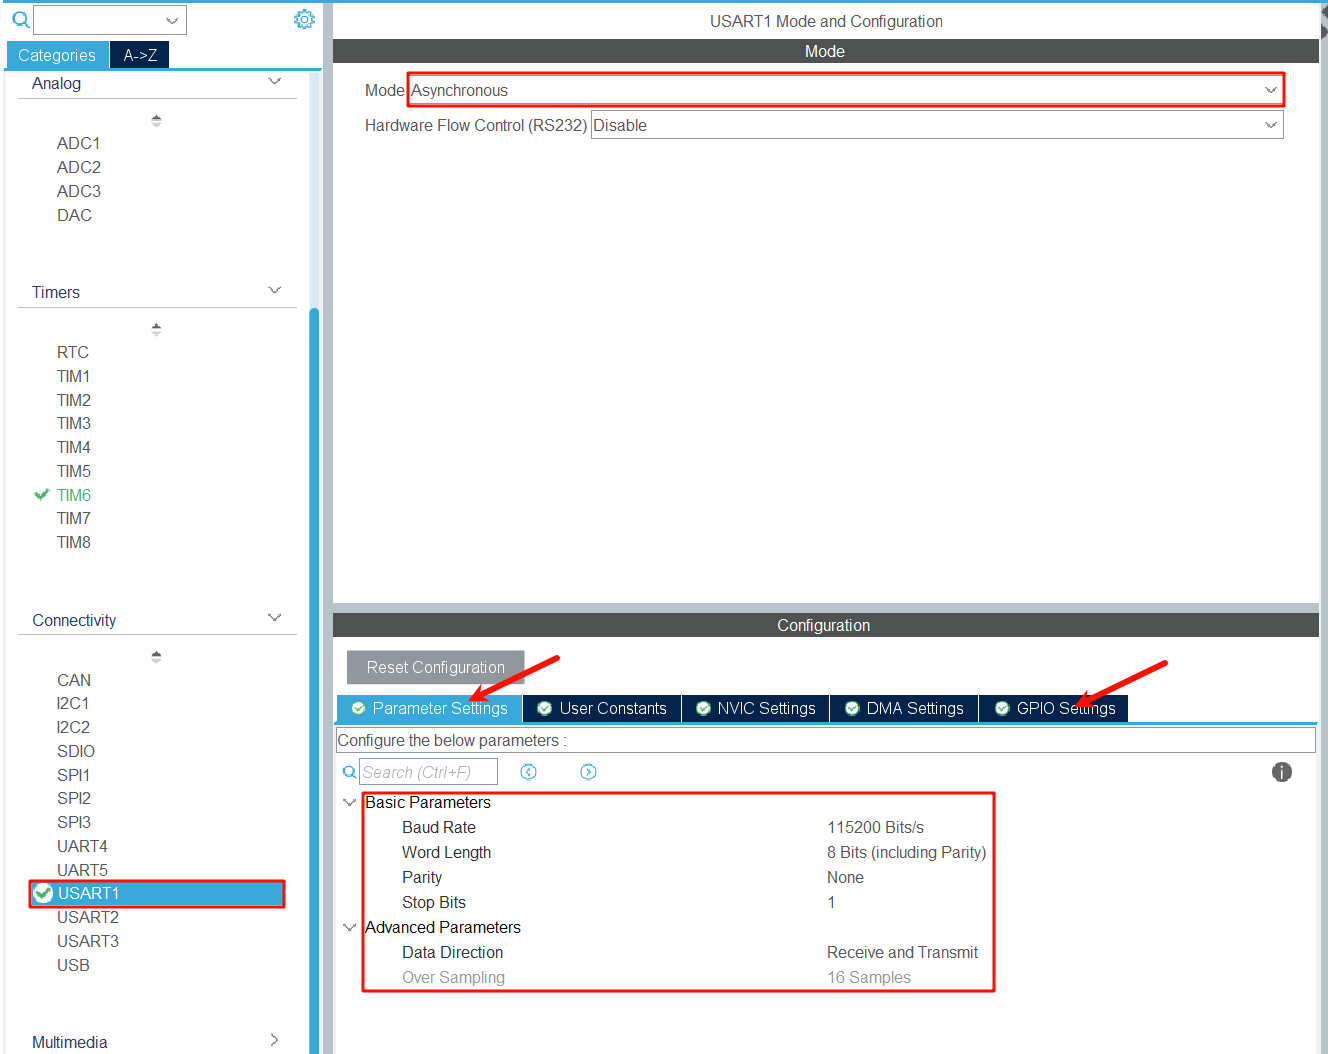 Categories
A->Z
Analog
ADC1
ADC2
ADC3
DAC
Timers
RTC
TIM1
TIM2
TIM3
TIM4
TIM5
TIM6
TIM7
TIM8
Connectivity
CAN
I2C1
I2C2
SDIO
SPI1
SPI2
SPI3
UART4
UART5
USART1
USART2
USART3
USB
Multimedia
USART1 Mode and Configuration
Mode
Mode Asynchronous
Hardware Flow Control (RS232) Disable
Configuration
Reset Configuration
Parameter Settings User Constants NVIC Settings DMA Settings GPIO Settings
Configure the below parameters :
Search (Ctrl+F)
Basic Parameters
Baud Rate 115200 Bits/s
Word Length 8 Bits (including Parity)
Parity None
Stop Bits 1
Advanced Parameters
Data Direction Receive and Transmit
Over Sampling 16 Samples